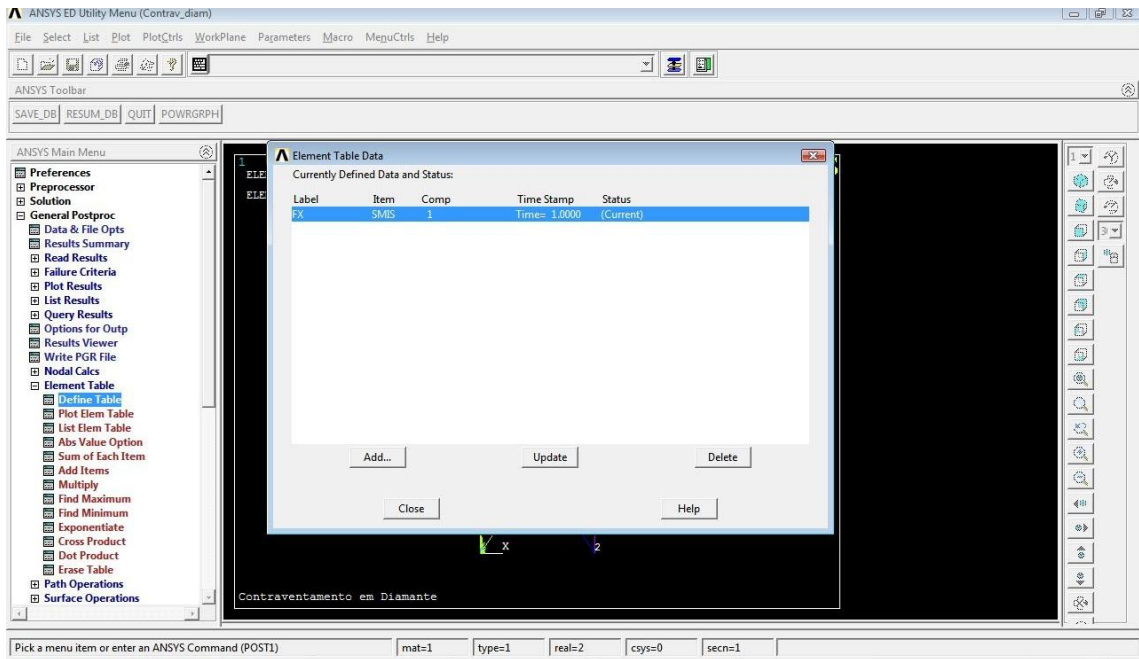 ANSYS ED Utility Menu (Contrav_diam)
File Select List Plot PlotCtrls WorkPlane Parameters Macro MenuCtrls Help
ANSYS Toolbar
SAVE_DB RESUM_DB QUIT POWRGRPH
ANSYS Main Menu
Preferences
Preprocessor
Solution
General Postproc
Data & File Opts
Results Summary
Read Results
Failure Criteria
Plot Results
List Results
Query Results
Options for Outp
Results Viewer
Write PGR File
Nodal Calcs
Element Table
Define Table
Plot Elem Table
List Elem Table
Abs Value Option
Sum of Each Item
Add Items
Multiply
Find Maximum
Find Minimum
Exponentiate
Cross Product
Dot Product
Erase Table
Path Operations
Surface Operations
1
ELE
ELE
Element Table Data
Currently Defined Data and Status:
Label Item Comp Time Stamp Status
FX SMIS 1 Time= 1.0000 (Current)
Add... Update Delete
Close Help
X 2
Contraventamento em Diamante
1
3
Pick a menu item or enter an ANSYS Command (POST1) mat=1 type=1 real=2 csys=0 secn=1